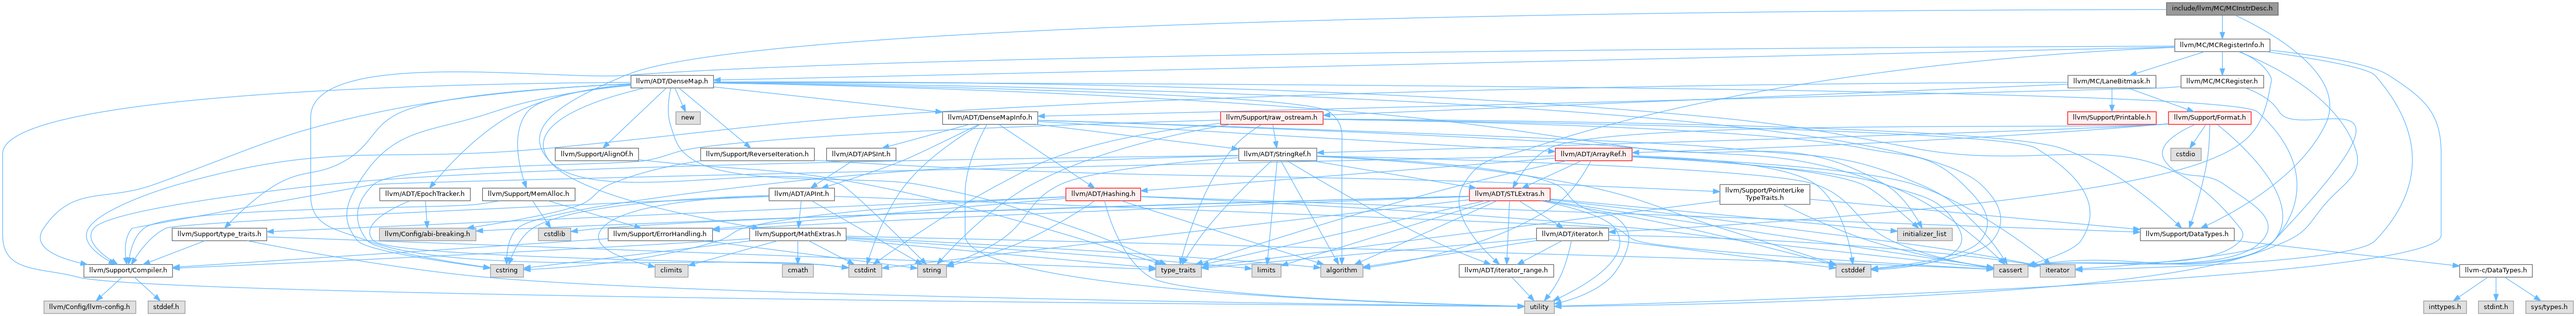 include/llvm/MC/MCInstrDesc.h
llvm/MC/MCRegisterInfo.h
llvm/ADT/DenseMap.h
llvm/MC/LaneBitmask.h
llvm/MC/MCRegister.h
new
llvm/ADT/DenseMapInfo.h
llvm/Support/raw_ostream.h
llvm/Support/Printable.h
llvm/Support/Format.h
llvm/Support/AlignOf.h
llvm/Support/ReverseIteration.h
llvm/ADT/APSInt.h
llvm/ADT/StringRef.h
llvm/ADT/ArrayRef.h
cstdio
llvm/ADT/EpochTracker.h
llvm/Support/MemAlloc.h
llvm/ADT/APInt.h
llvm/ADT/Hashing.h
llvm/ADT/STLExtras.h
llvm/Support/PointerLike
TypeTraits.h
llvm/Support/type_traits.h
llvm/Config/abi-breaking.h
cstdlib
llvm/Support/ErrorHandling.h
llvm/Support/MathExtras.h
llvm/ADT/iterator.h
initializer_list
llvm/Support/DataTypes.h
llvm/Support/Compiler.h
cstring
climits
cmath
cstdint
string
type_traits
limits
algorithm
llvm/ADT/iterator_range.h
cstddef
cassert
iterator
llvm-c/DataTypes.h
llvm/Config/llvm-config.h
stddef.h
utility
inttypes.h
stdint.h
sys/types.h